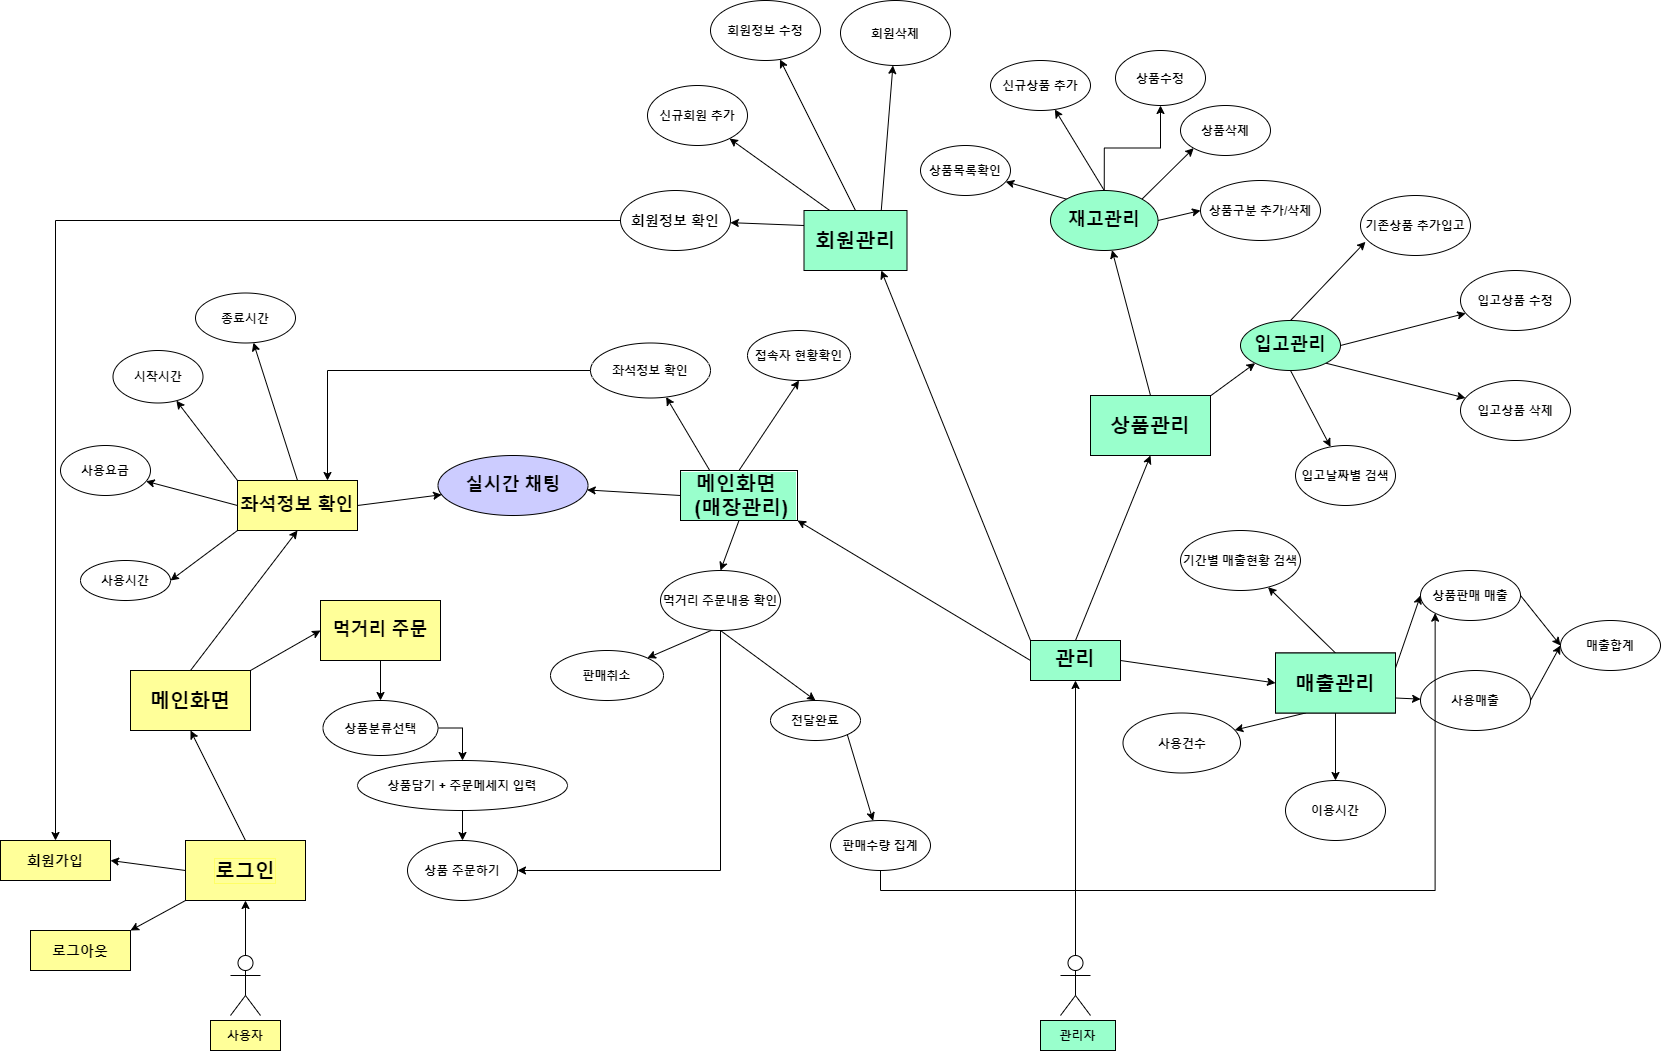 회원정보 수정
회원삭제
신규회원 추가
회원정보 확인
회원관리
신규상품 추가
상품수정
상품삭제
상품목록확인
재고관리
상품구분 추가/삭제
기존상품 추가입고
입고상품 수정
입고관리
입고상품 삭제
입고날짜별 검색
상품관리
종료시간
시작시간
사용요금
좌석정보 확인
사용시간
좌석정보 확인
접속자 현황확인
실시간 채팅
메인화면
(매장관리)
먹거리 주문내용 확인
판매취소
전달완료
판매수량 집계
먹거리 주문
메인화면
상품분류선택
상품담기 + 주문메세지 입력
상품 주문하기
관리
기간별 매출현황 검색
상품판매 매출
매출합계
매출관리
사용매출
사용건수
이용시간
회원가입
로그인
로그아웃
사용자
관리자